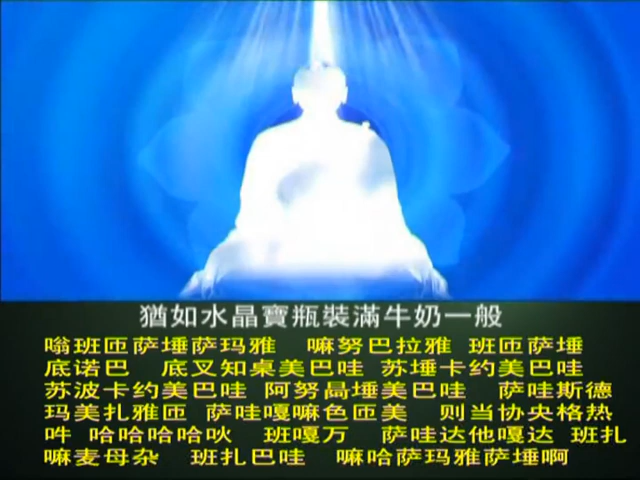 猶如水晶寶瓶裝滿牛奶一般
嗡班匝萨埵萨玛雅 嘛努巴拉雅 班匝萨埵
底诺巴 底叉知桌美巴哇 苏埵卡约美巴哇
苏波卡约美巴哇 阿努晑埵美巴哇 萨哇斯德
玛美扎雅匝 萨哇嘎嘛色匝美 则当协央格热
吽 哈哈哈哈吙 班嘎万 萨哇达他嘎达 班扎
嘛麦母杂 班扎巴哇 嘛哈萨玛雅萨埵啊